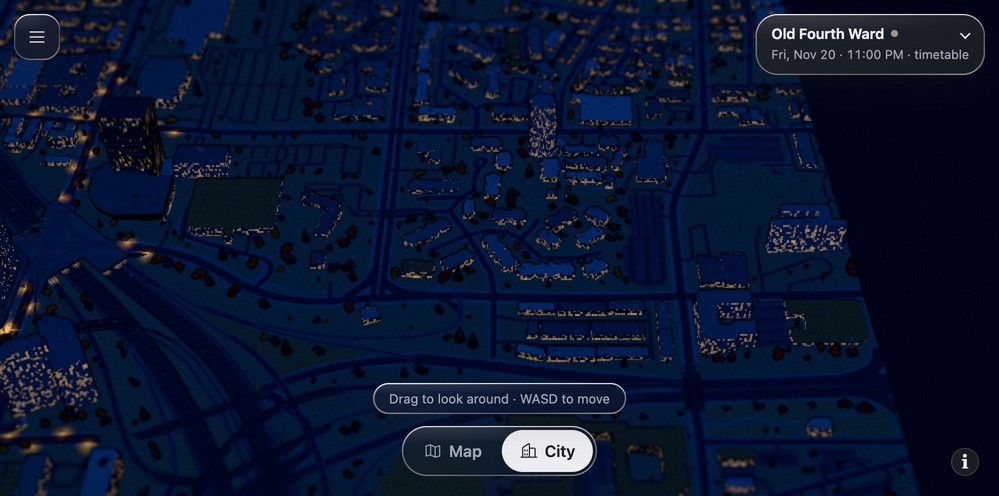 Old Fourth Ward
Fri, Nov 20 · 11:00 PM · timetable
Drag to look around · WASD to move
Map
City
i